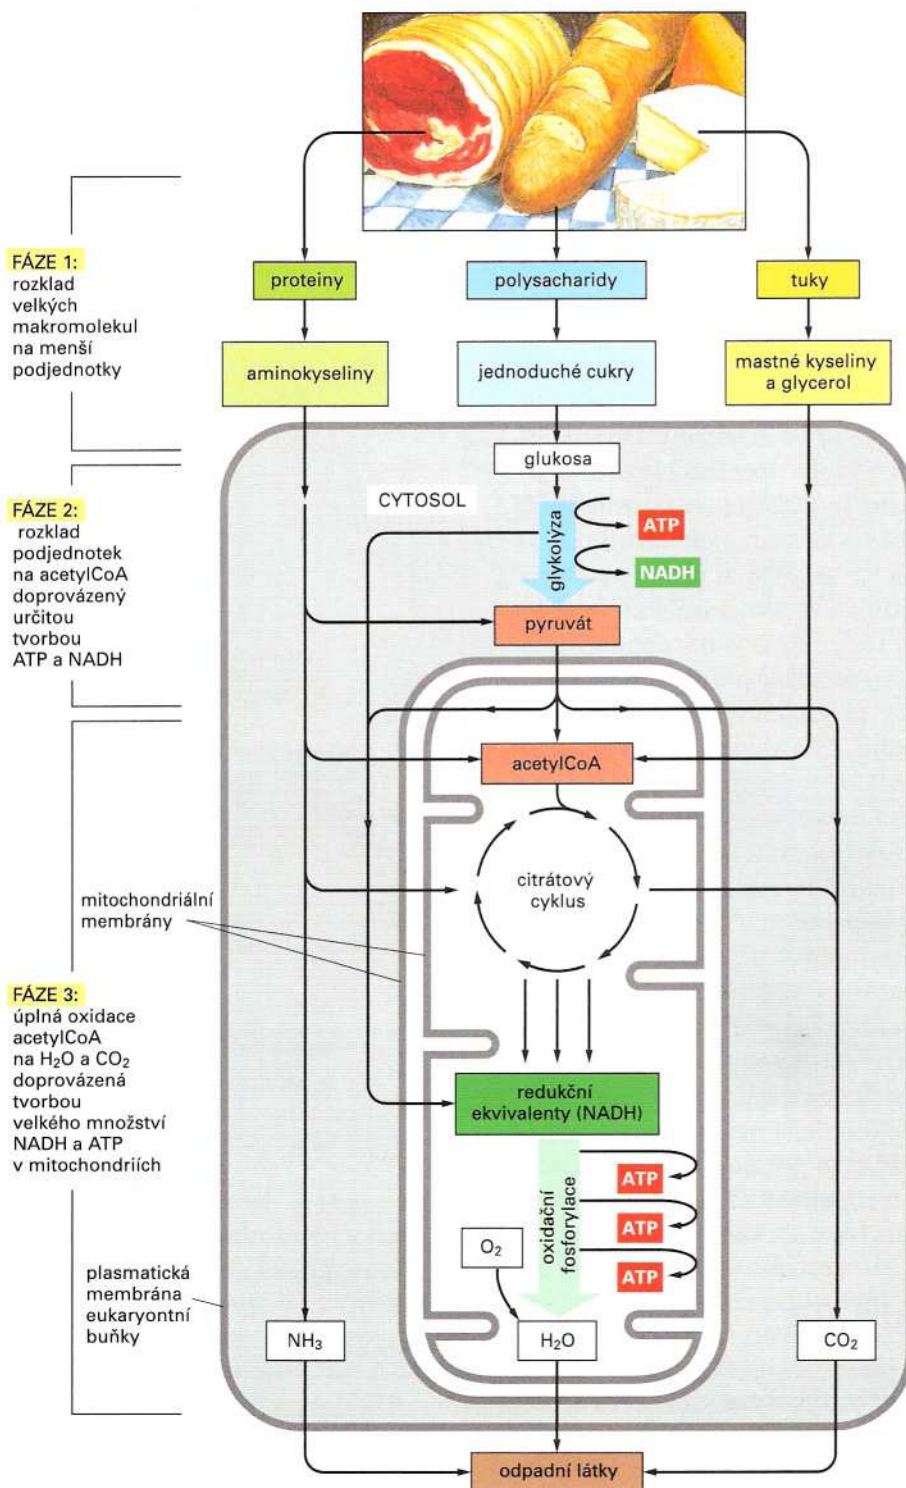 FÁZE 1:
rozklad
velkých
makromolekul
na menší
podjednotky
proteiny
polysacharidy
tuky
aminokyseliny
jednoduché cukry
mastné kyseliny
a glycerol
glukosa
CYTOSOL
FÁZE 2:
rozklad
podjednotek
na acetylCoA
doprovázený
určitou
tvorbou
ATP a NADH
glykolýza
ATP
NADH
pyruvát
acetylCoA
citrátový
cyklus
mitochondriální
membrány
FÁZE 3:
úplná oxidace
acetylCoA
na H₂O a CO₂
doprovázená
tvorbou
velkého množství
NADH a ATP
v mitochondriích
redukční
ekvivalenty (NADH)
oxidační
fosforylace
ATP
ATP
ATP
O₂
plasmatická
membrána
eukaryontní
buňky
NH₃
H₂O
CO₂
odpadní látky